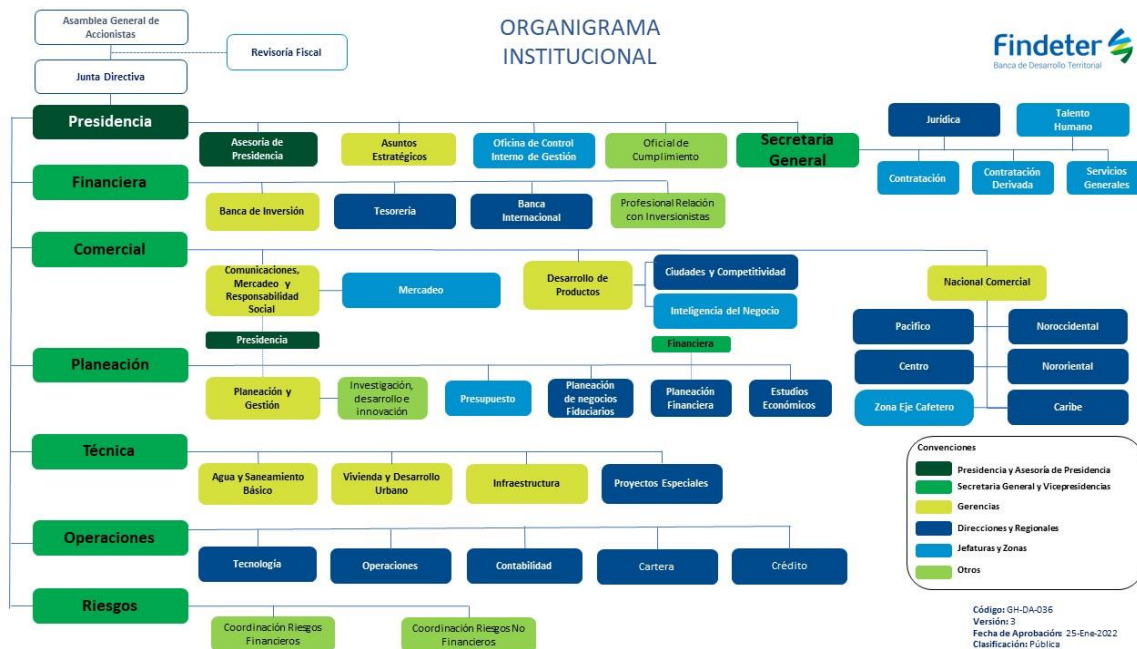 ORGANIGRAMA
INSTITUCIONAL
Findeter
Banca de Desarrollo Territorial
Asamblea General de
Accionistas
Revisoría Fiscal
Junta Directiva
Presidencia
Asesoría de
Presidencia
Asuntos
Estratégicos
Oficina de Control
Interno de Gestión
Oficial de
Cumplimiento
Secretaria
General
Jurídica
Talento
Humano
Contratación
Contratación
Derivada
Servicios
Generales
Financiera
Banca de Inversión
Tesorería
Banca
Internacional
Profesional Relación
con Inversionistas
Comercial
Comunicaciones,
Mercadeo y
Responsabilidad
Social
Mercadeo
Desarrollo de
Productos
Ciudades y Competitividad
Inteligencia del Negocio
Nacional Comercial
Pacifico
Noroccidental
Centro
Nororiental
Zona Eje Cafetero
Caribe
Presidencia
Financiera
Planeación
Planeación y
Gestión
Investigación,
desarrollo e
innovación
Presupuesto
Planeación
de negocios
Fiduciarios
Planeación
Financiera
Estudios
Económicos
Técnica
Agua y Saneamiento
Básico
Vivienda y Desarrollo
Urbano
Infraestructura
Proyectos Especiales
Operaciones
Tecnología
Operaciones
Contabilidad
Cartera
Crédito
Riesgos
Coordinación Riesgos
Financieros
Coordinación Riesgos No
Financieros
Convenciones
Presidencia y Asesoría de Presidencia
Secretaria General y Vicepresidencias
Gerencias
Direcciones y Regionales
Jefaturas y Zonas
Otros
Código: GH-DA-036
Versión: 3
Fecha de Aprobación: 25-Ene-2022
Clasificación: Pública